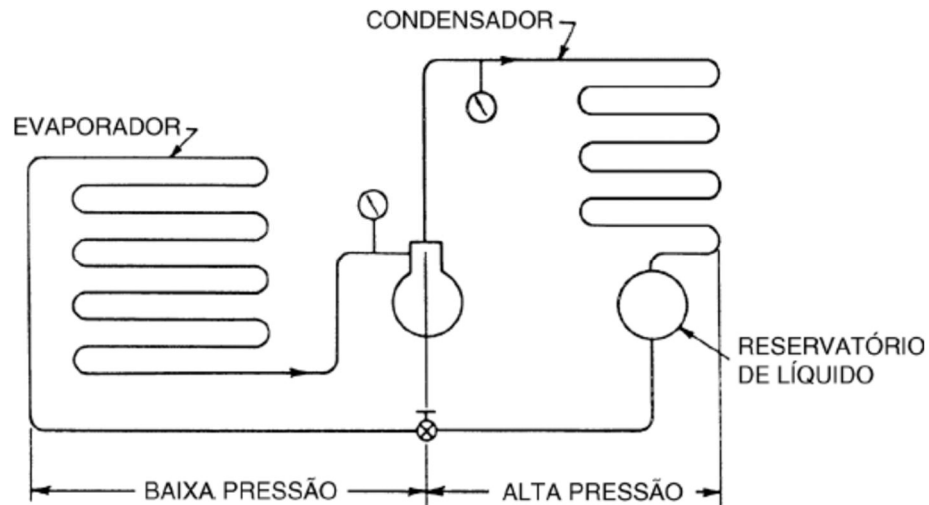 CONDENSADOR
EVAPORADOR
RESERVATÓRIO
DE LÍQUIDO
BAIXA PRESSÃO
ALTA PRESSÃO